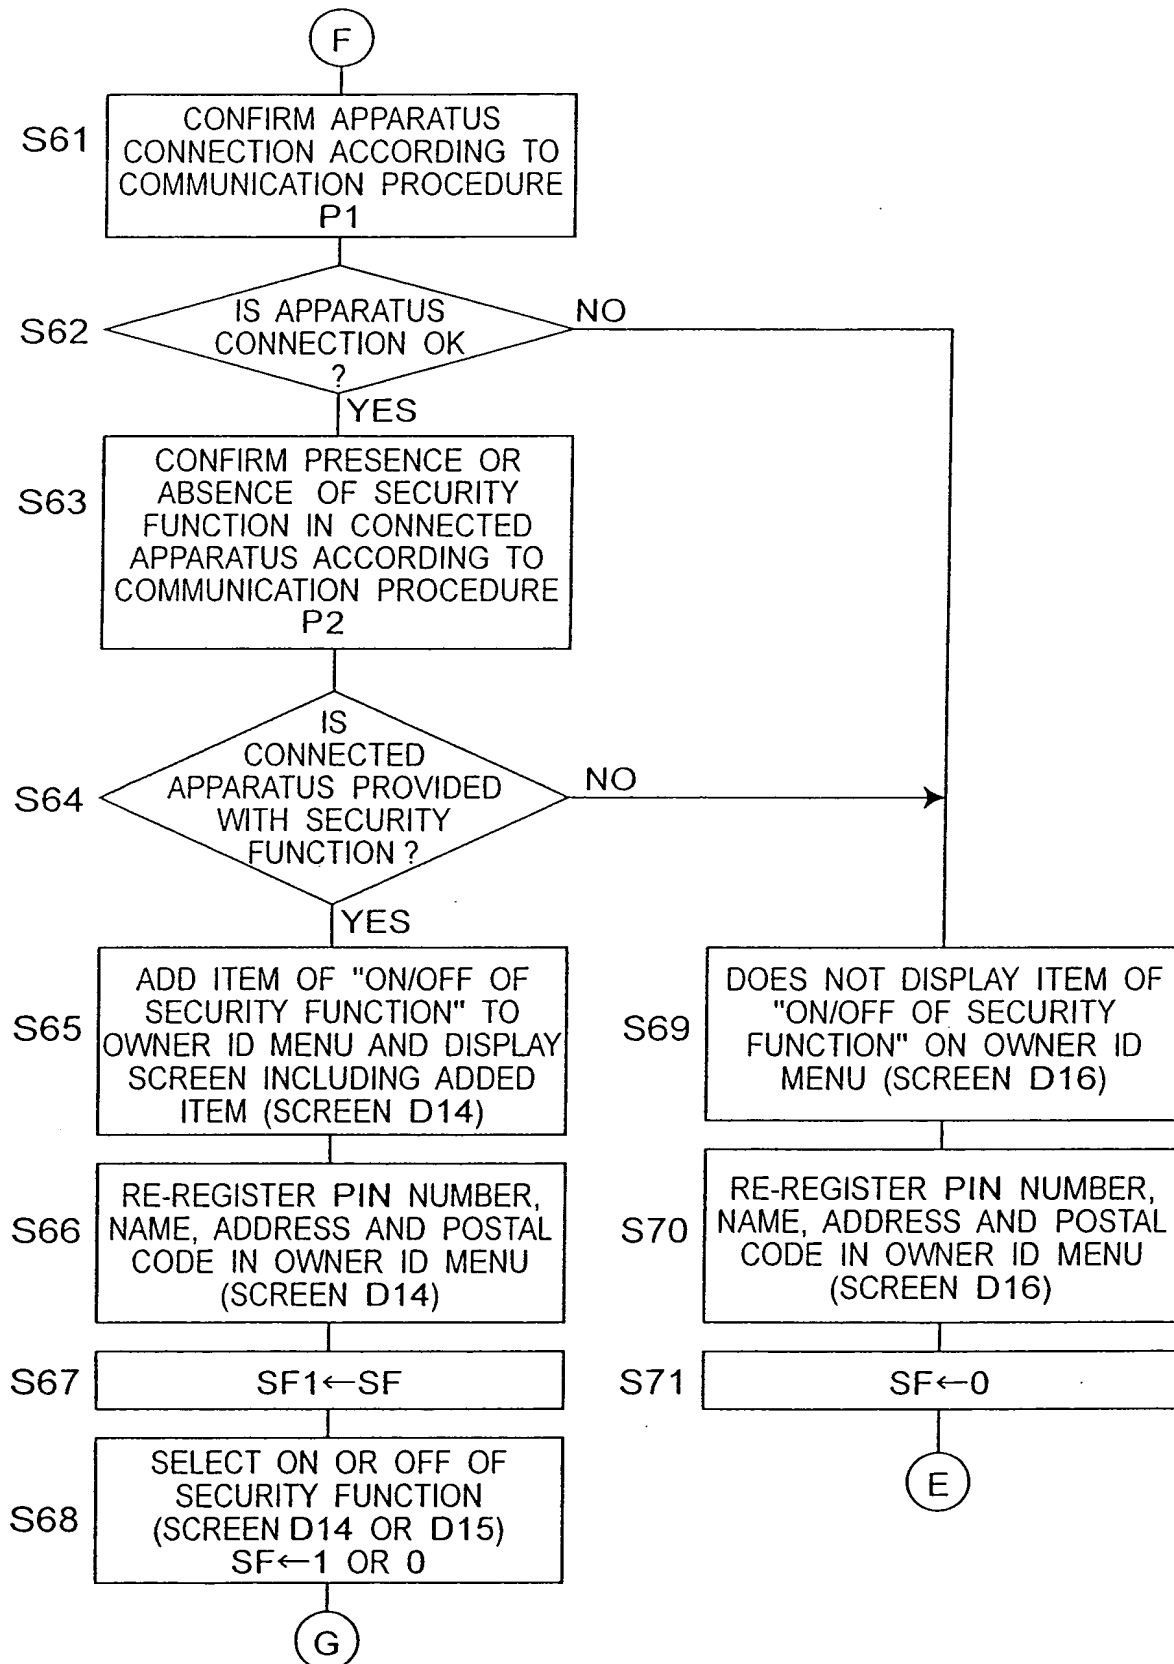 F
S61
CONFIRM APPARATUS
CONNECTION ACCORDING TO
COMMUNICATION PROCEDURE
P1
S62
IS APPARATUS
CONNECTION OK
?
NO
YES
S63
CONFIRM PRESENCE OR
ABSENCE OF SECURITY
FUNCTION IN CONNECTED
APPARATUS ACCORDING TO
COMMUNICATION PROCEDURE
P2
S64
IS
CONNECTED
APPARATUS PROVIDED
WITH SECURITY
FUNCTION ?
NO
YES
S65
ADD ITEM OF "ON/OFF OF
SECURITY FUNCTION" TO
OWNER ID MENU AND DISPLAY
SCREEN INCLUDING ADDED
ITEM (SCREEN D14)
S66
RE-REGISTER PIN NUMBER,
NAME, ADDRESS AND POSTAL
CODE IN OWNER ID MENU
(SCREEN D14)
S67
SF1←SF
S68
SELECT ON OR OFF OF
SECURITY FUNCTION
(SCREEN D14 OR D15)
SF←1 OR 0
G
S69
DOES NOT DISPLAY ITEM OF
"ON/OFF OF SECURITY
FUNCTION" ON OWNER ID
MENU (SCREEN D16)
S70
RE-REGISTER PIN NUMBER,
NAME, ADDRESS AND POSTAL
CODE IN OWNER ID MENU
(SCREEN D16)
S71
SF←0
E